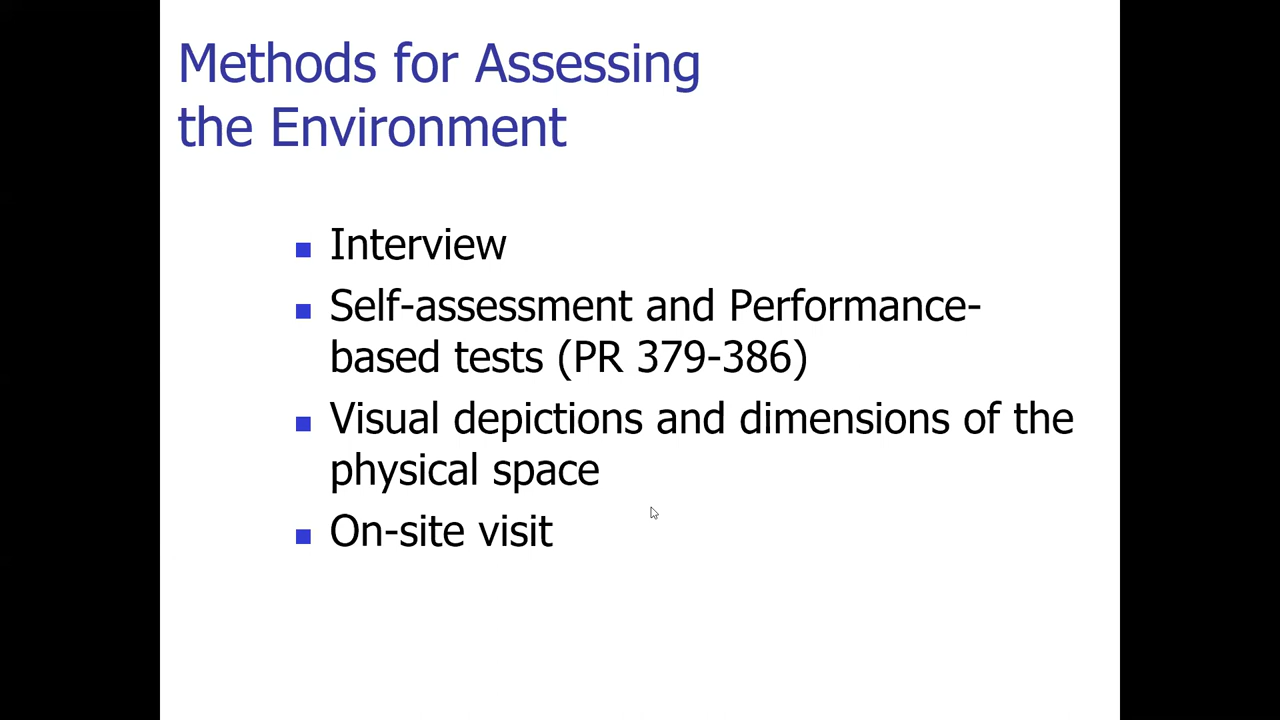 Methods for Assessing
the Environment
Interview
Self-assessment and Performance-
based tests (PR 379-386)
Visual depictions and dimensions of the
physical space
On-site visit